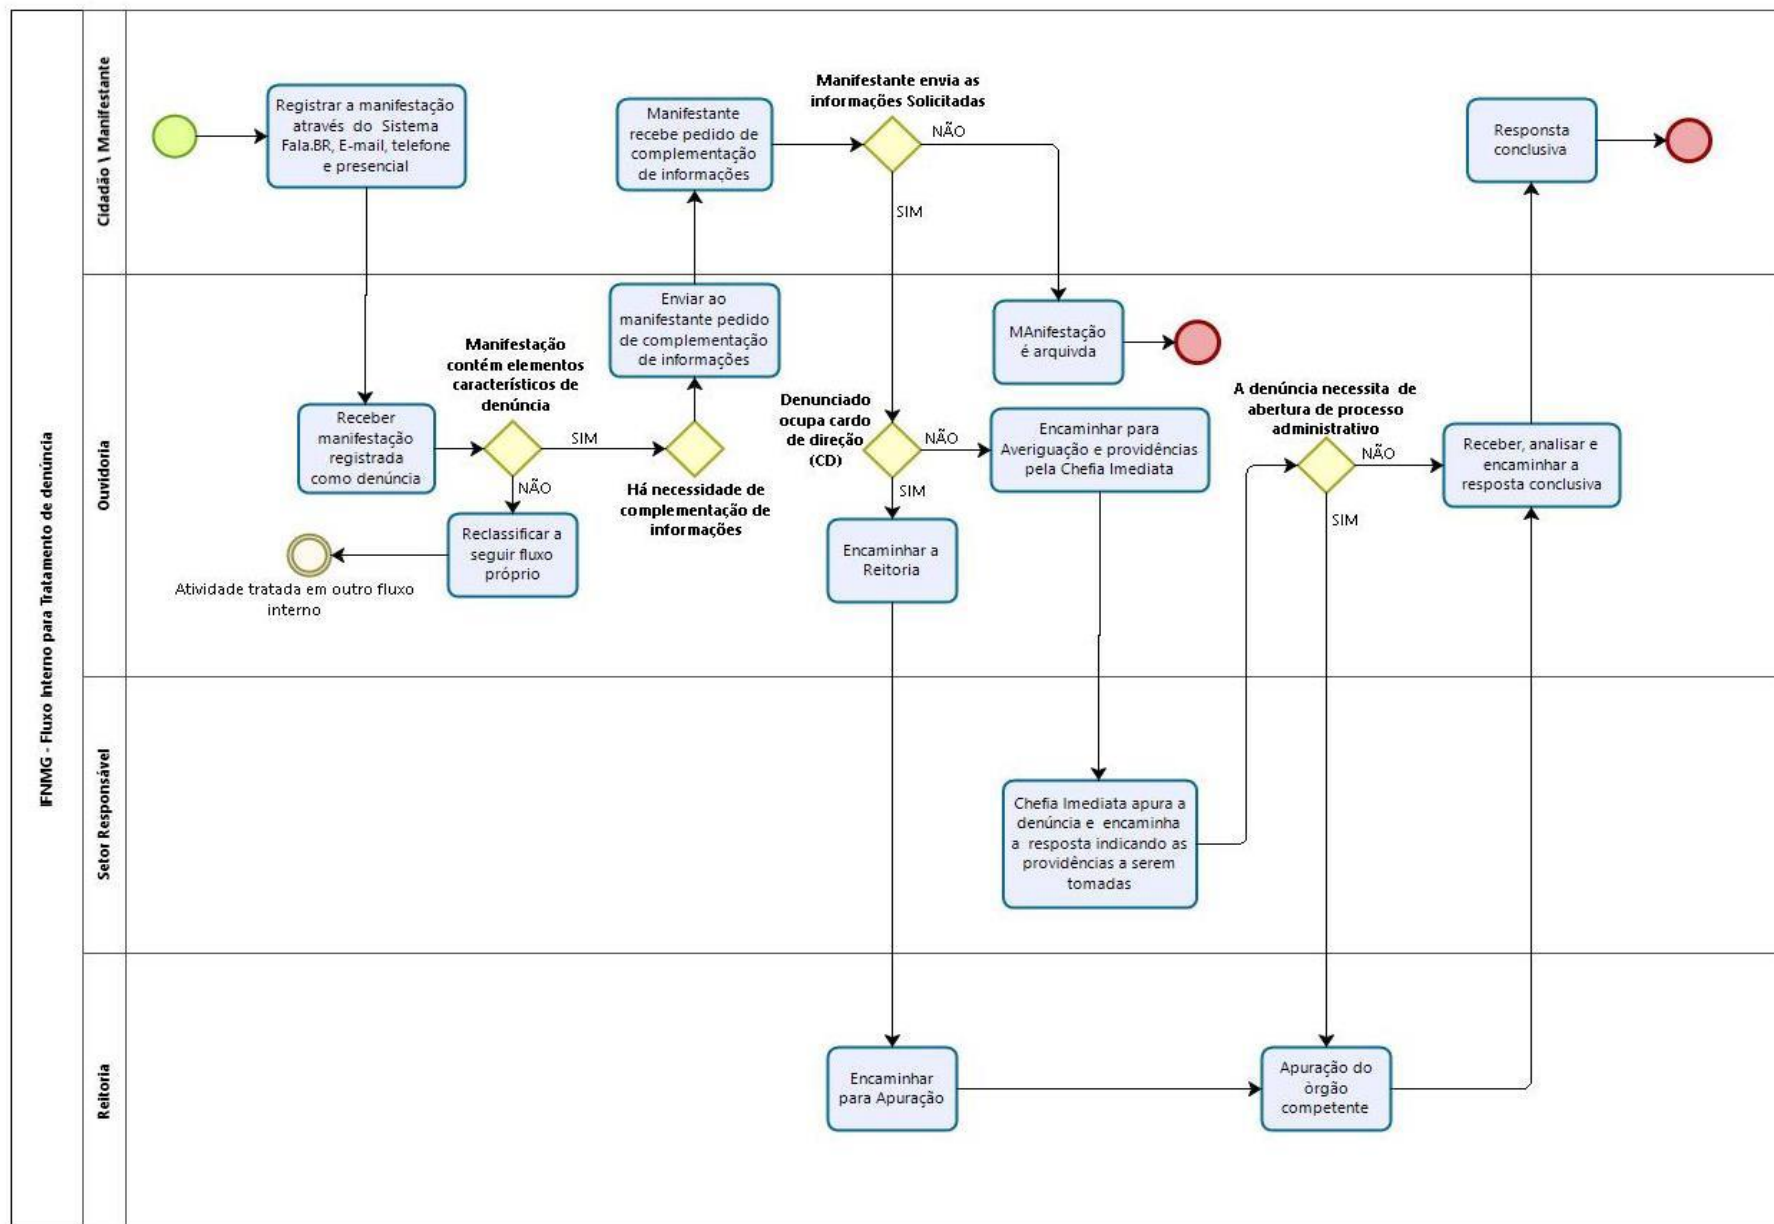 IFNMG - Fluxo Interno para Tratamento de denúncia
Cidadão \ Manifestante
Registrar a manifestação
através do Sistema
Fala.BR, E-mail, telefone
e presencial
Manifestante
recebe pedido de
complementação
de informações
Manifestante envia as
informações Solicitadas
NÃO
SIM
Responsta
conclusiva
Ouvidoria
Receber
manifestação
registrada
como denúncia
Manifestação
contém elementos
característicos de
denúncia
SIM
NÃO
Reclassificar a
seguir fluxo
próprio
Atividade tratada em outro fluxo
interno
Enviar ao
manifestante pedido
de complementação
de informações
Há necessidade de
complementação de
informações
Denunciado
ocupa cardo
de direção
(CD)
NÃO
SIM
Encaminhar a
Reitoria
MAnifestação
é arquivda
Encaminhar para
Averiguação e providências
pela Chefia Imediata
A denúncia necessita de
abertura de processo
administrativo
NÃO
SIM
Receber, analisar e
encaminhar a
resposta conclusiva
Setor Responsável
Chefia Imediata apura a
denúncia e encaminha
a resposta indicando as
providências a serem
tomadas
Reitoria
Encaminhar
para Apuração
Apuração do
òrgão
competente